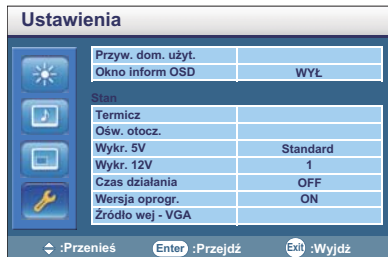 Ustawienia
Przyw. dom. użyt.
Okno inform OSD WYŁ
Stan
Termicz
Ośw. otocz.
Wykr. 5V Standard
Wykr. 12V 1
Czas działania OFF
Wersja oprogr. ON
Źródło wej - VGA
:Przenieś Enter :Przejdź Exit :Wyjdż